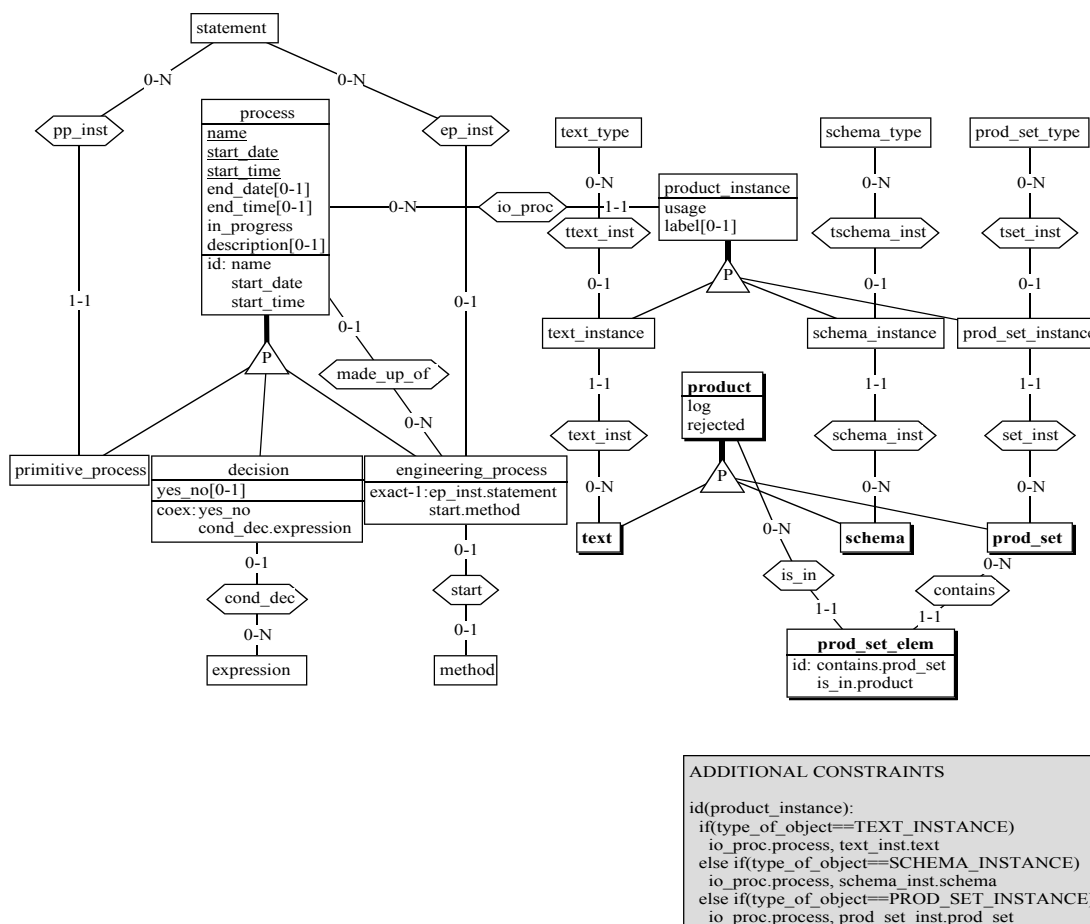 statement
0-N
0-N
pp_inst
process
name
start_date
start_time
end_date[0-1]
end_time[0-1]
in_progress
description[0-1]
id: name
start_date
start_time
ep_inst
text_type
schema_type
prod_set_type
0-N
0-N
0-N
0-N
io_proc
1-1
product_instance
usage
label[0-1]
ttext_inst
tschema_inst
tset_inst
1-1
0-1
0-1
0-1
0-1
0-1
P
text_instance
schema_instance
prod_set_instance
P
made_up_of
0-N
1-1
1-1
1-1
product
log
rejected
text_inst
schema_inst
set_inst
primitive_process
decision
yes_no[0-1]
coex: yes_no
cond_dec.expression
engineering_process
exact-1: ep_inst.statement
start.method
P
0-N
0-N
0-N
0-N
text
schema
prod_set
0-1
0-1
is_in
0-N
contains
cond_dec
start
1-1
1-1
0-N
0-1
expression
method
prod_set_elem
id: contains.prod_set
is_in.product
ADDITIONAL CONSTRAINTS
id(product_instance):
if(type_of_object==TEXT_INSTANCE)
io_proc.process, text_inst.text
else if(type_of_object==SCHEMA_INSTANCE)
io_proc.process, schema_inst.schema
else if(type_of_object==PROD_SET_INSTANCE
io_proc.process, prod_set_inst.prod_set